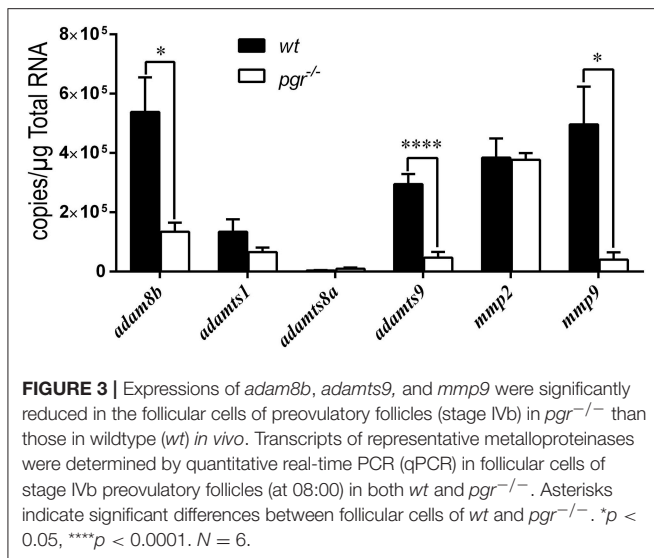 8×10⁵
6×10⁵
4×10⁵
2×10⁵
0
copies/µg Total RNA
wt
pgr⁻/⁻
*
****
*
adam8b
adamts1
adamts8a
adamts9
mmp2
mmp9
FIGURE 3 | Expressions of adam8b, adamts9, and mmp9 were significantly
reduced in the follicular cells of preovulatory follicles (stage IVb) in pgr⁻/⁻ than
those in wildtype (wt) in vivo. Transcripts of representative metalloproteinases
were determined by quantitative real-time PCR (qPCR) in follicular cells of
stage IVb preovulatory follicles (at 08:00) in both wt and pgr⁻/⁻. Asterisks
indicate significant differences between follicular cells of wt and pgr⁻/⁻. *p <
0.05, ****p < 0.0001. N = 6.